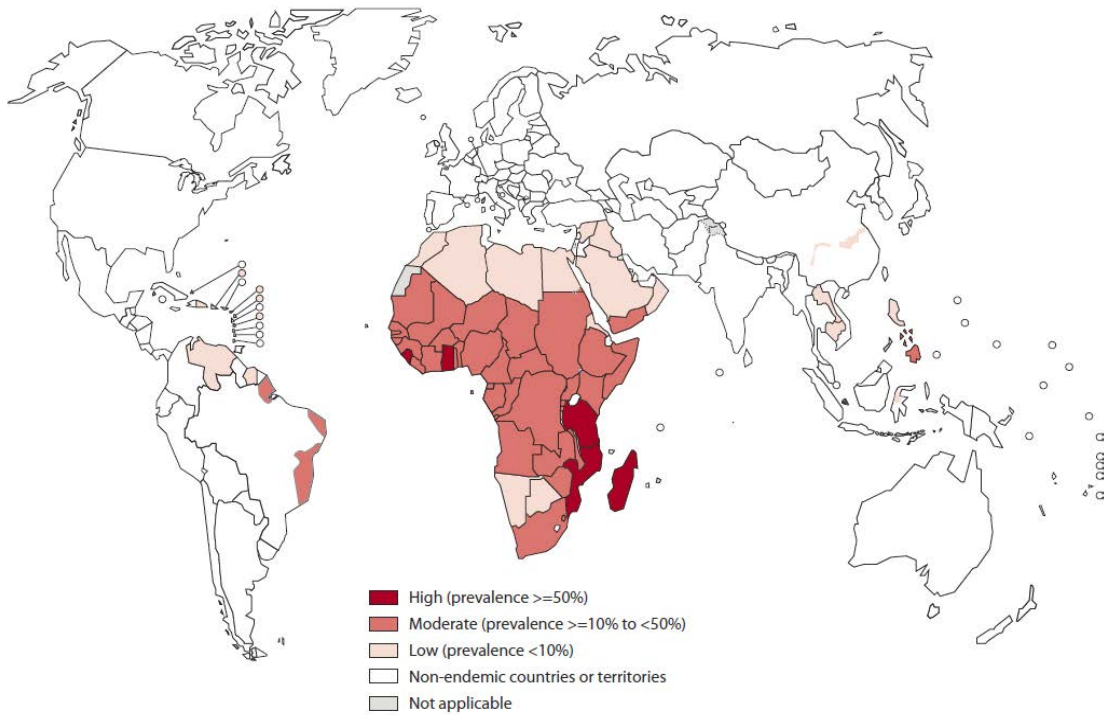 High (prevalence >=50%)
Moderate (prevalence >=10% to <50%)
Low (prevalence <10%)
Non-endemic countries or territories
Not applicable